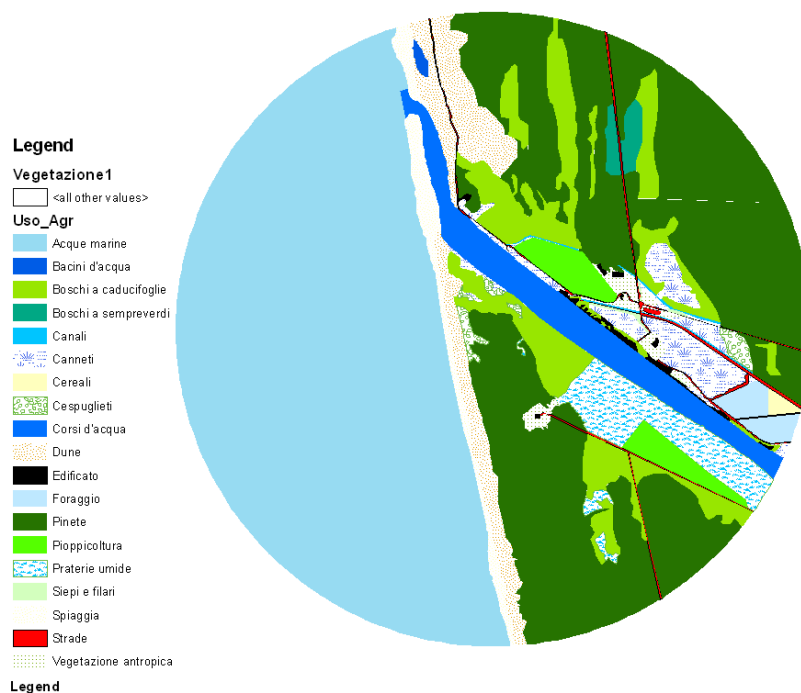 Legend
Vegetazione1
<all other values>
Uso_Agr
Acque marine
Bacini d'acqua
Boschi a caducifoglie
Boschi a sempreverdi
Canali
Canneti
Cereali
Cespuglieti
Corsi d'acqua
Dune
Edificato
Foraggio
Pinete
Pioppicoltura
Praterie umide
Siepi e filari
Spiaggia
Strade
Vegetazione antropica
Legend